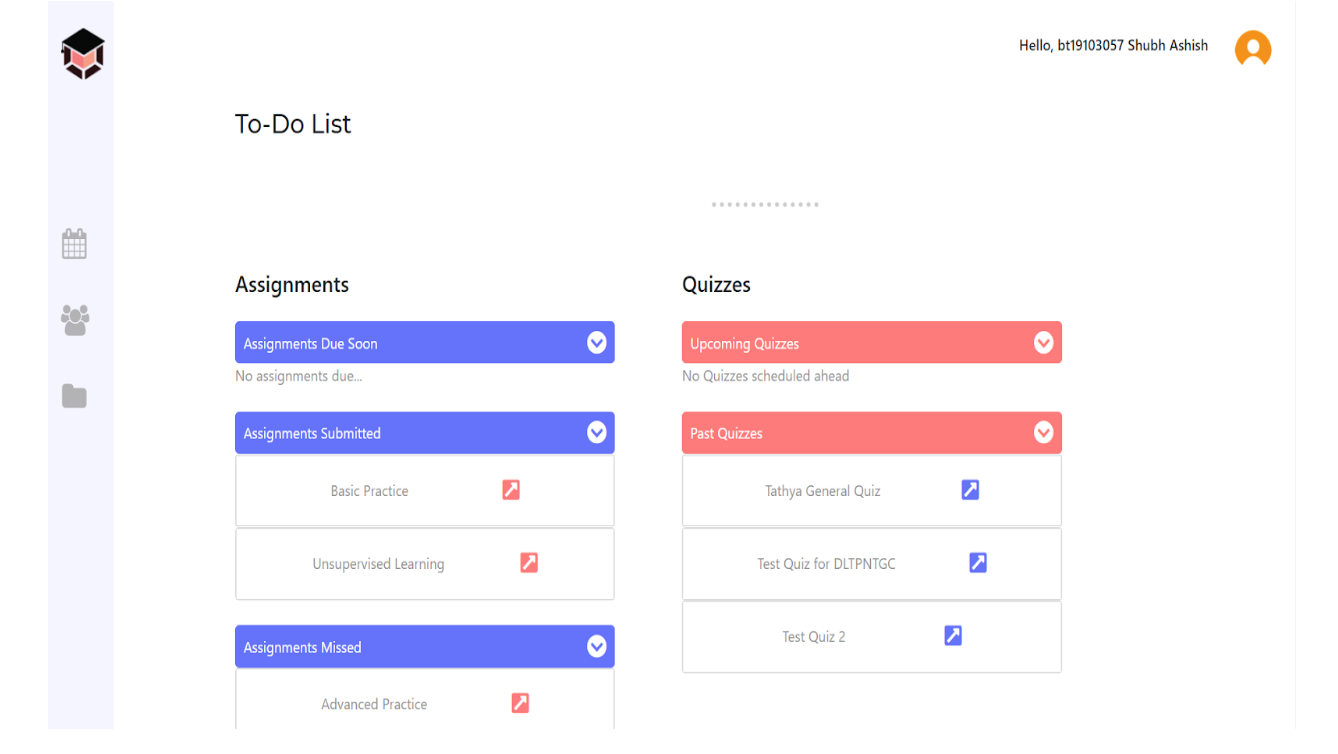 Hello, bt19103057 Shubh Ashish
To-Do List
Assignments
Assignments Due Soon
No assignments due...
Assignments Submitted
Basic Practice
Unsupervised Learning
Assignments Missed
Advanced Practice
Quizzes
Upcoming Quizzes
No Quizzes scheduled ahead
Past Quizzes
Tathya General Quiz
Test Quiz for DLTPNTGC
Test Quiz 2